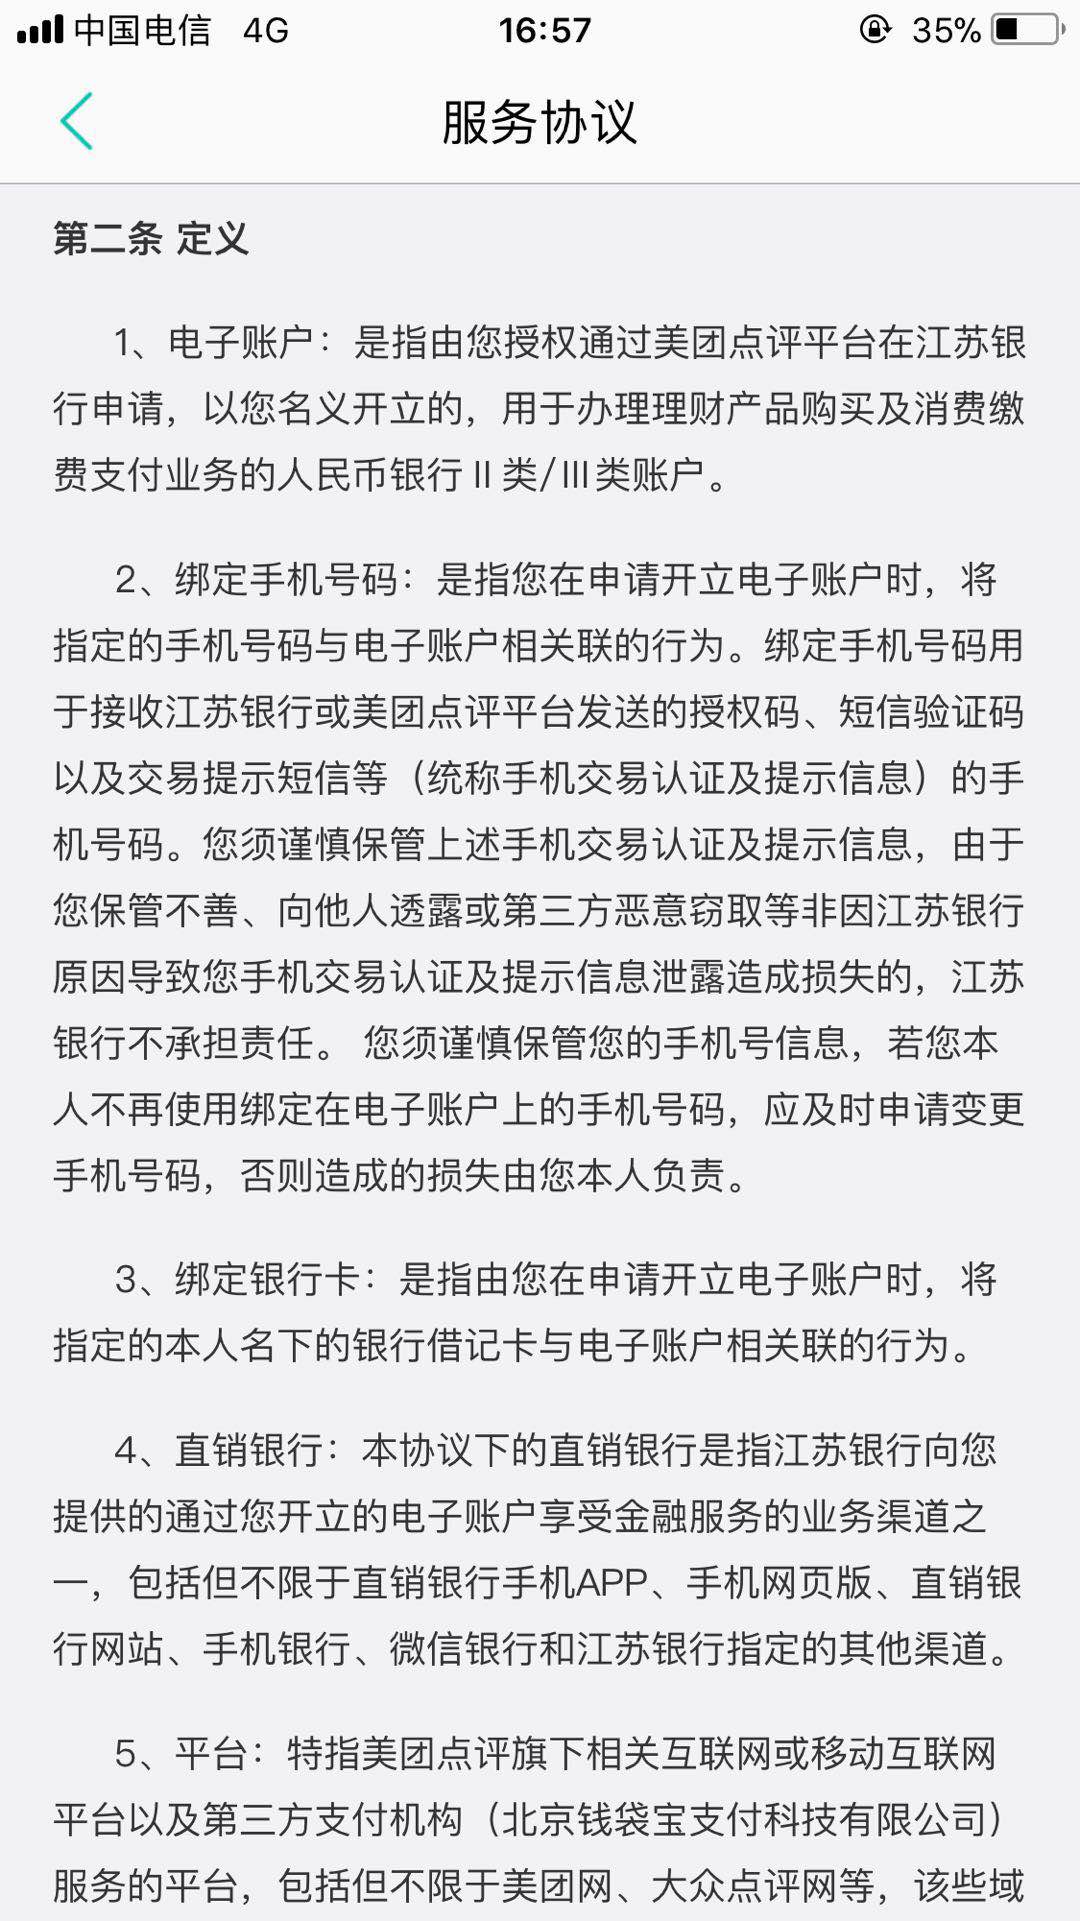 中国电信 4G 16:57 35%
服务协议
第二条 定义
1、电子账户：是指由您授权通过美团点评平台在江苏银
行申请，以您名义开立的，用于办理理财产品购买及消费缴
费支付业务的人民币银行II类/III类账户。
2、绑定手机号码：是指您在申请开立电子账户时，将
指定的手机号码与电子账户相关联的行为。绑定手机号码用
于接收江苏银行或美团点评平台发送的授权码、短信验证码
以及交易提示短信等（统称手机交易认证及提示信息）的手
机号码。您须谨慎保管上述手机交易认证及提示信息，由于
您保管不善、向他人透露或第三方恶意窃取等非因江苏银行
原因导致您手机交易认证及提示信息泄露造成损失的，江苏
银行不承担责任。 您须谨慎保管您的手机号信息，若您本
人不再使用绑定在电子账户上的手机号码，应及时申请变更
手机号码，否则造成的损失由您本人负责。
3、绑定银行卡：是指由您在申请开立电子账户时，将
指定的本人名下的银行借记卡与电子账户相关联的行为。
4、直销银行：本协议下的直销银行是指江苏银行向您
提供的通过您开立的电子账户享受金融服务的业务渠道之
一，包括但不限于直销银行手机APP、手机网页版、直销银
行网站、手机银行、微信银行和江苏银行指定的其他渠道。
5、平台：特指美团点评旗下相关互联网或移动互联网
平台以及第三方支付机构（北京钱袋宝支付科技有限公司）
服务的平台，包括但不限于美团网、大众点评网等，该些域